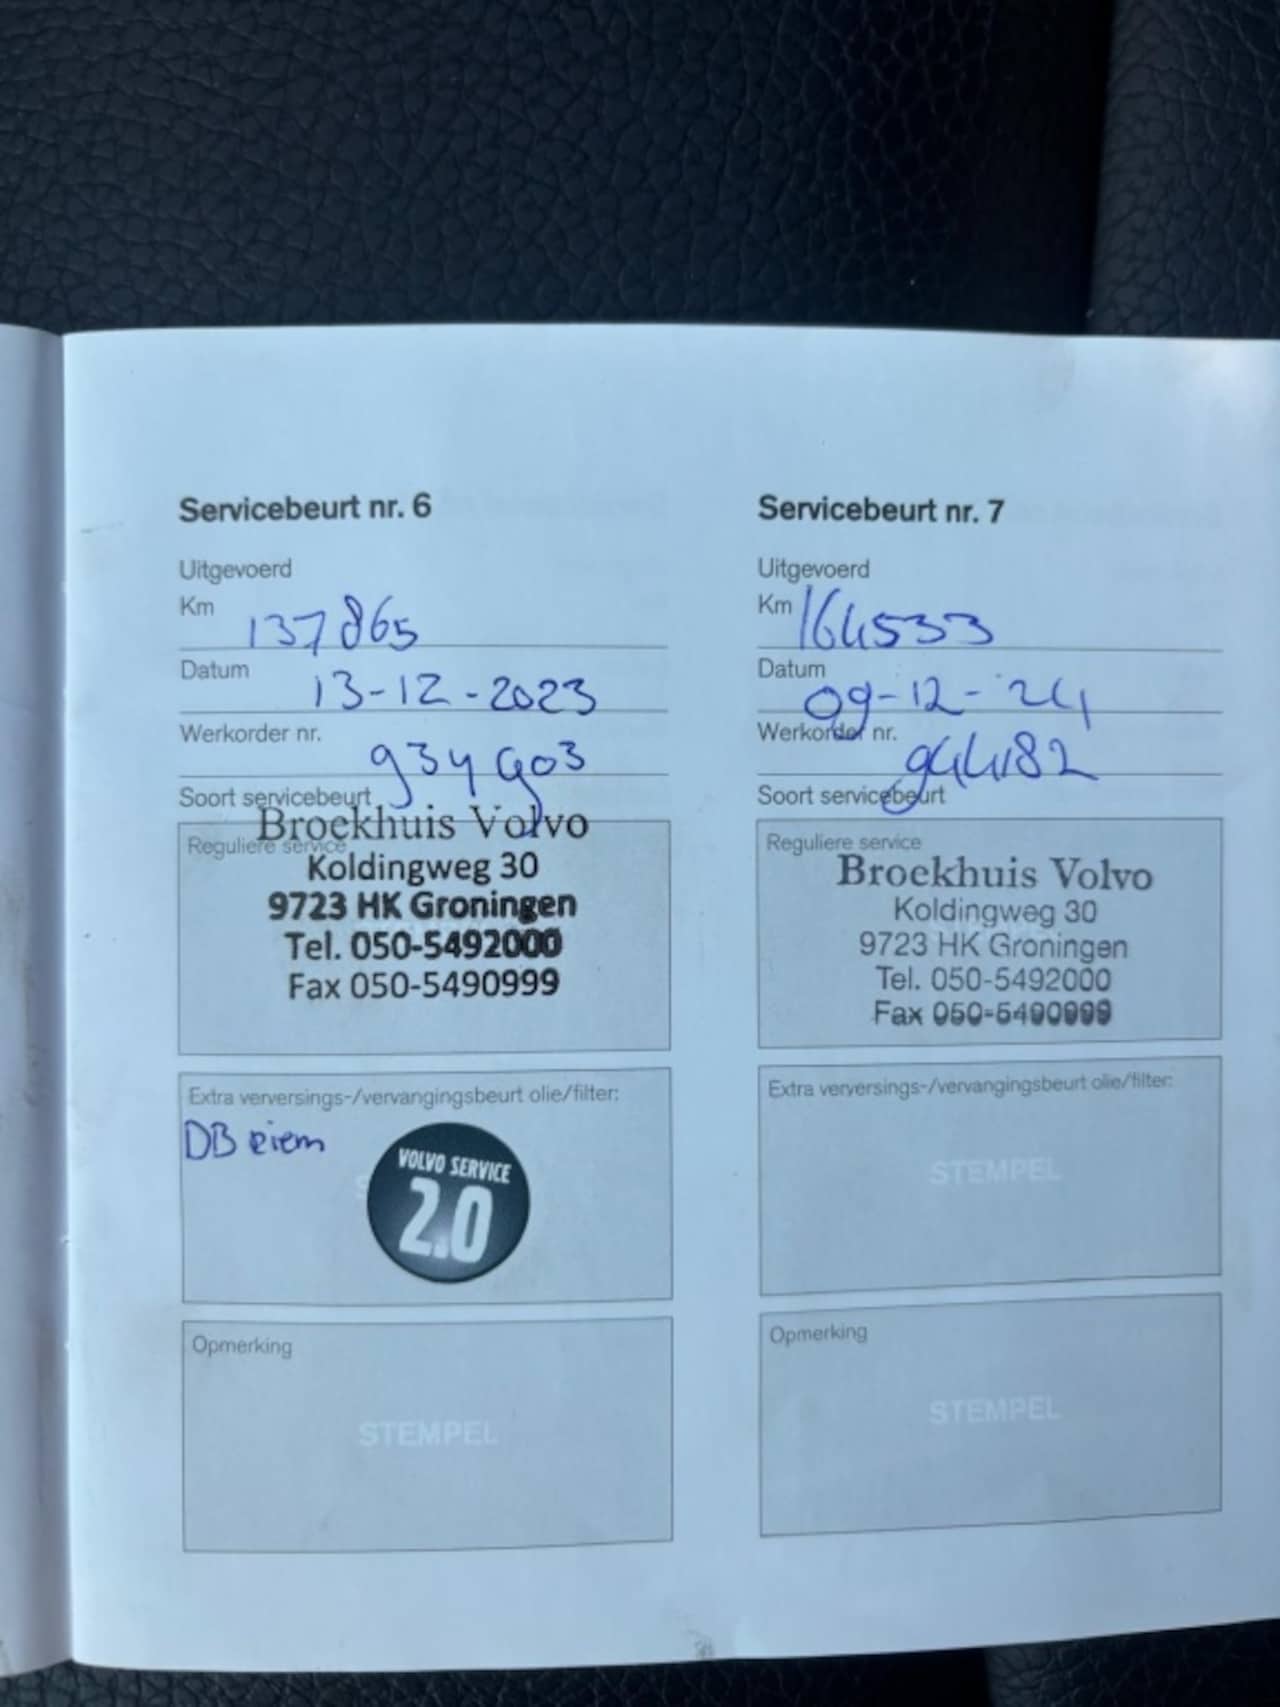 Servicebeurt nr. 6
Uitgevoerd
Km 137865
Datum 13-12-2023
Werkorder nr. 934903
Soort servicebeurt
Reguliere service
Broekhuis Volvo
Koldingweg 30
9723 HK Groningen
Tel. 050-5492000
Fax 050-5490999
Extra verversings-/vervangingsbeurt olie/filter:
DB riem
VOLVO SERVICE
2.0
Opmerking
STEMPEL
Servicebeurt nr. 7
Uitgevoerd
Km 164533
Datum 09-12-24
Werkorder nr. 944182
Soort servicebeurt
Reguliere service
Broekhuis Volvo
Koldingweg 30
9723 HK Groningen
Tel. 050-5492000
Fax 050-5490999
Extra verversings-/vervangingsbeurt olie/filter:
STEMPEL
Opmerking
STEMPEL